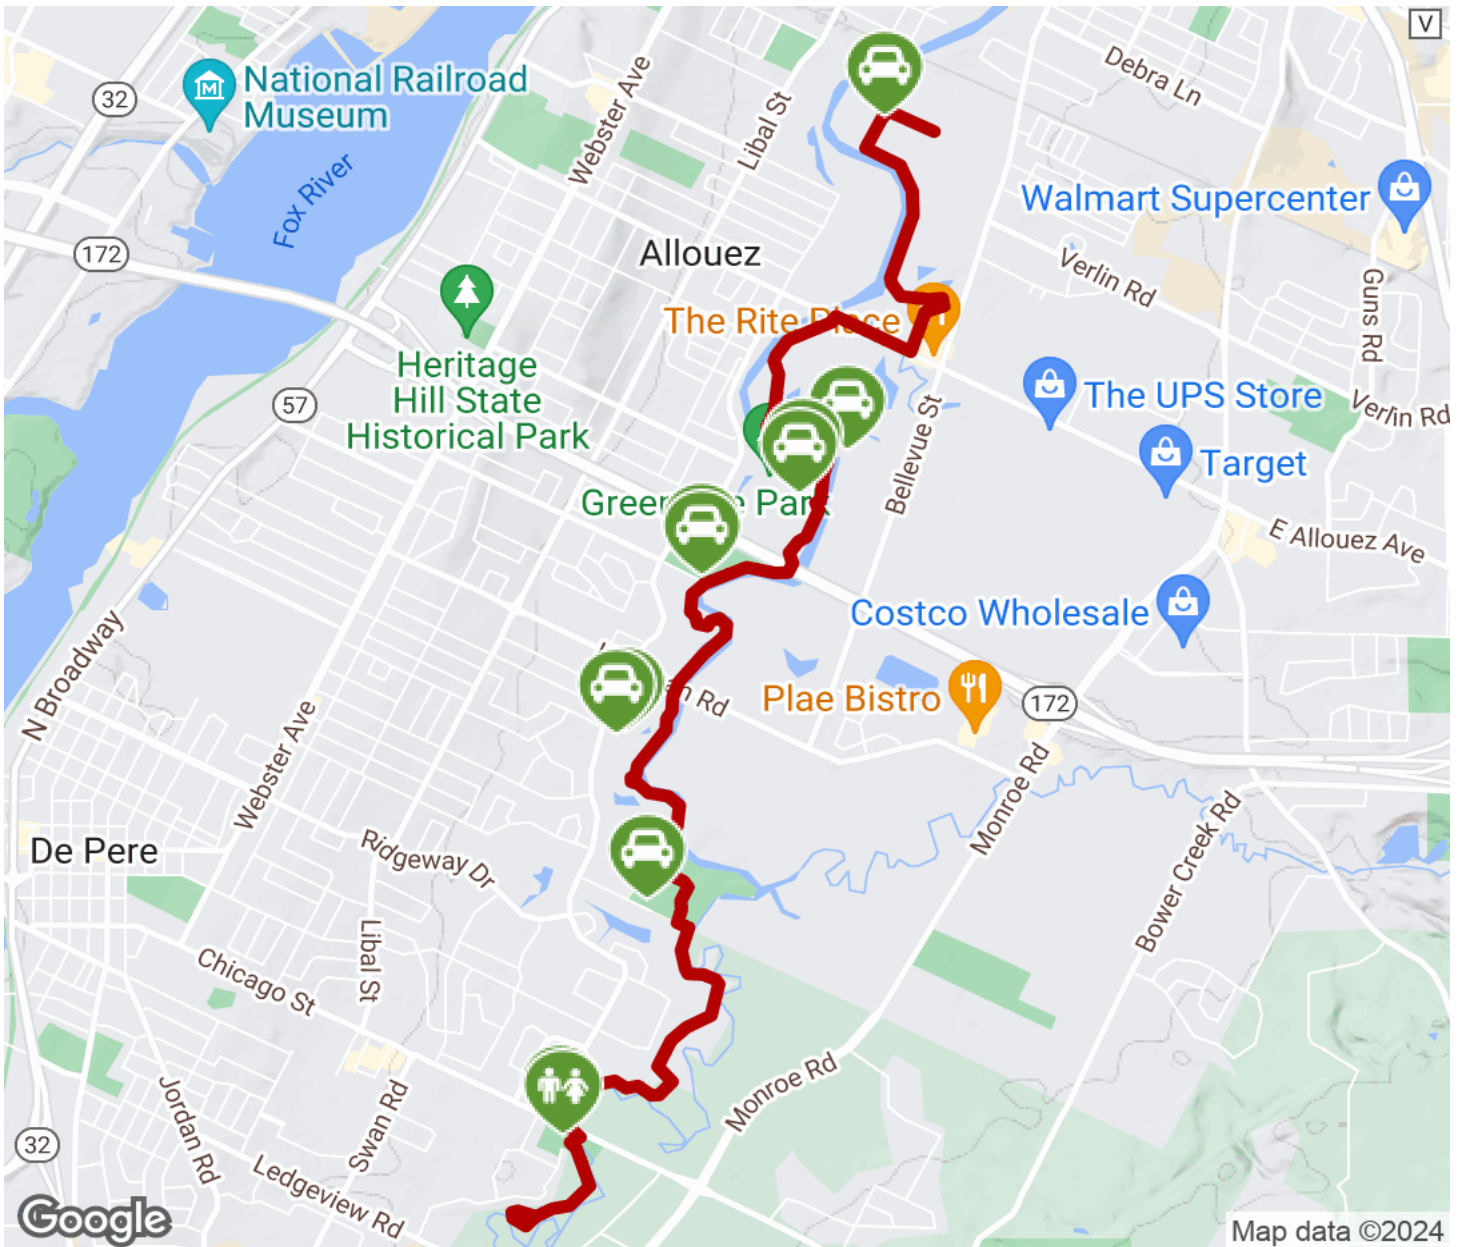 V
Debra Ln
National Railroad
Museum
32
Webster Ave
Libal St
Fox River
Walmart Supercenter
172
Allouez
Verlin Rd
Guns Rd
The Rite Place
Heritage
Hill State
Historical Park
57
The UPS Store
Verlin Rd
Bellevue St
Target
Park
E Allouez Ave
Costco Wholesale
N Broadway
Rd
Plae Bistro
172
Webster Ave
Monroe Rd
Bower Creek Rd
De Pere
Ridgeway Dr
Libal St
Chicago St
Monroe Rd
Jordan Rd
Swan Rd
32
Ledgeview Rd
Google
Map data ©2024